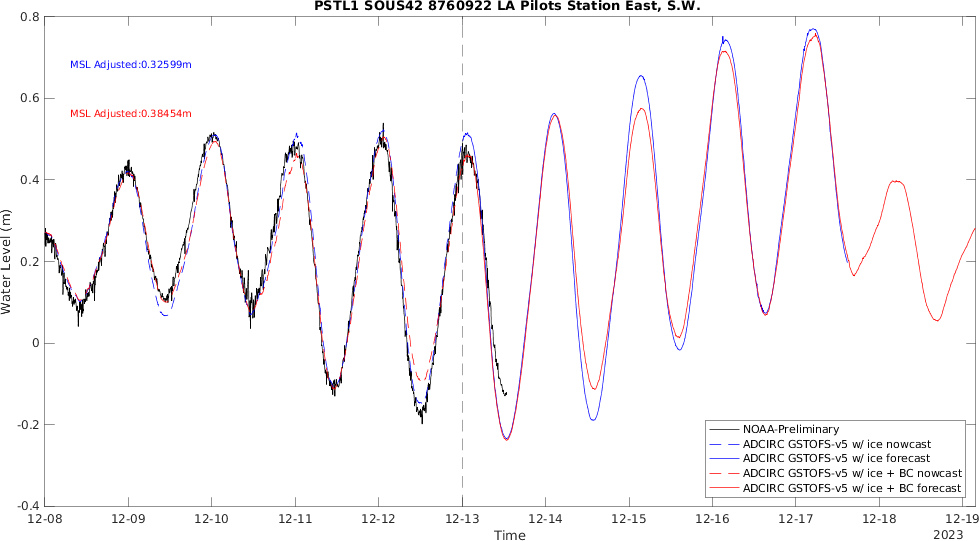 PSTL1 SOUS42 8760922 LA Pilots Station East, S.W.
0.8
MSL Adjusted:0.32599m
0.6
MSL Adjusted:0.38454m
0.4
0.2
0
-0.2
-0.4
Water Level (m)
NOAA-Preliminary
ADCIRC GSTOFS-v5 w/ ice nowcast
ADCIRC GSTOFS-v5 w/ ice forecast
ADCIRC GSTOFS-v5 w/ ice + BC nowcast
ADCIRC GSTOFS-v5 w/ ice + BC forecast
12-08 12-09 12-10 12-11 12-12 12-13 12-14 12-15 12-16 12-17 12-18 12-19
Time
2023